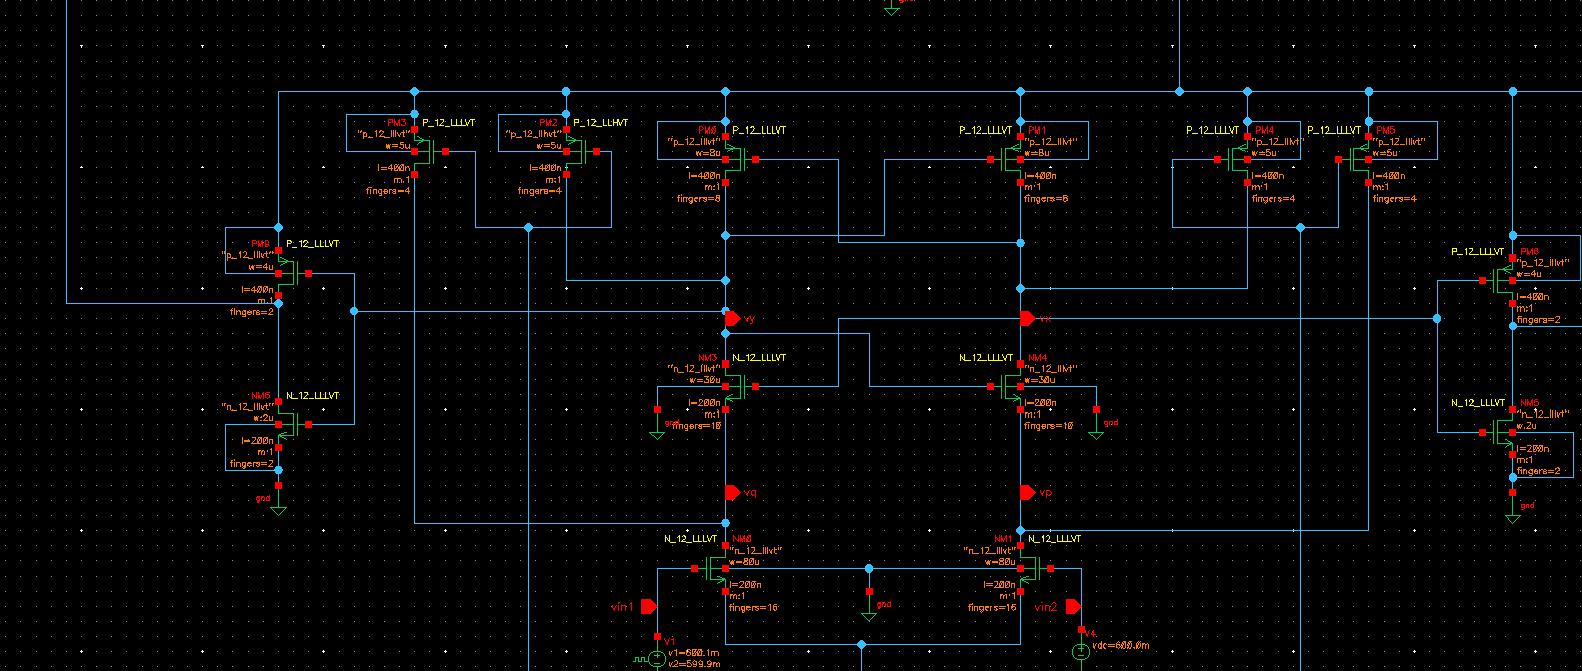 gnd
PM3
P_12_LLLVT
"p_12_lllvt"
w=5u
l=400n
m:1
fingers=4
PM2
P_12_LLHVT
"p_12_llhvt"
w=5u
l=400n
m:1
fingers=4
PM0
P_12_LLLVT
"p_12_lllvt"
w=8u
l=400n
m:1
fingers=8
P_12_LLLVT
PM1
"p_12_lllvt"
w=8u
l=400n
m:1
fingers=8
P_12_LLLVT
PM4
"p_12_lllvt"
w=5u
l=400n
m:1
fingers=4
P_12_LLLVT
PM5
"p_12_lllvt"
w=5u
l=400n
m:1
fingers=4
P_12_LLLVT
"p_12_lllvt"
w=4u
l=400n
m:1
fingers=2
P_12_LLLVT
"p_12_lllvt"
w=4u
l=400n
m:1
fingers=2
vy
vx
NM3
N_12_LLLVT
"n_12_lllvt"
w=30u
l=200n
m:1
gnd
fingers=10
N_12_LLLVT
NM4
"n_12_lllvt"
w=30u
l=200n
m:1
fingers=10
gnd
N_12_LLLVT
"n_12_lllvt"
w:2u
l=200n
m:1
fingers=2
gnd
N_12_LLLVT
"n_12_lllvt"
w:2u
l=200n
m:1
fingers=2
gnd
vq
vp
N_12_LLLVT
NM0
"n_12_lllvt"
w=80u
l=200n
m:1
fingers=16
NM1
N_12_LLLVT
"n_12_lllvt"
w=80u
l=200n
m:1
fingers=16
gnd
vin1
vin2
V1
v1=600.1m
v2=599.9m
V4
vdc=600.0m